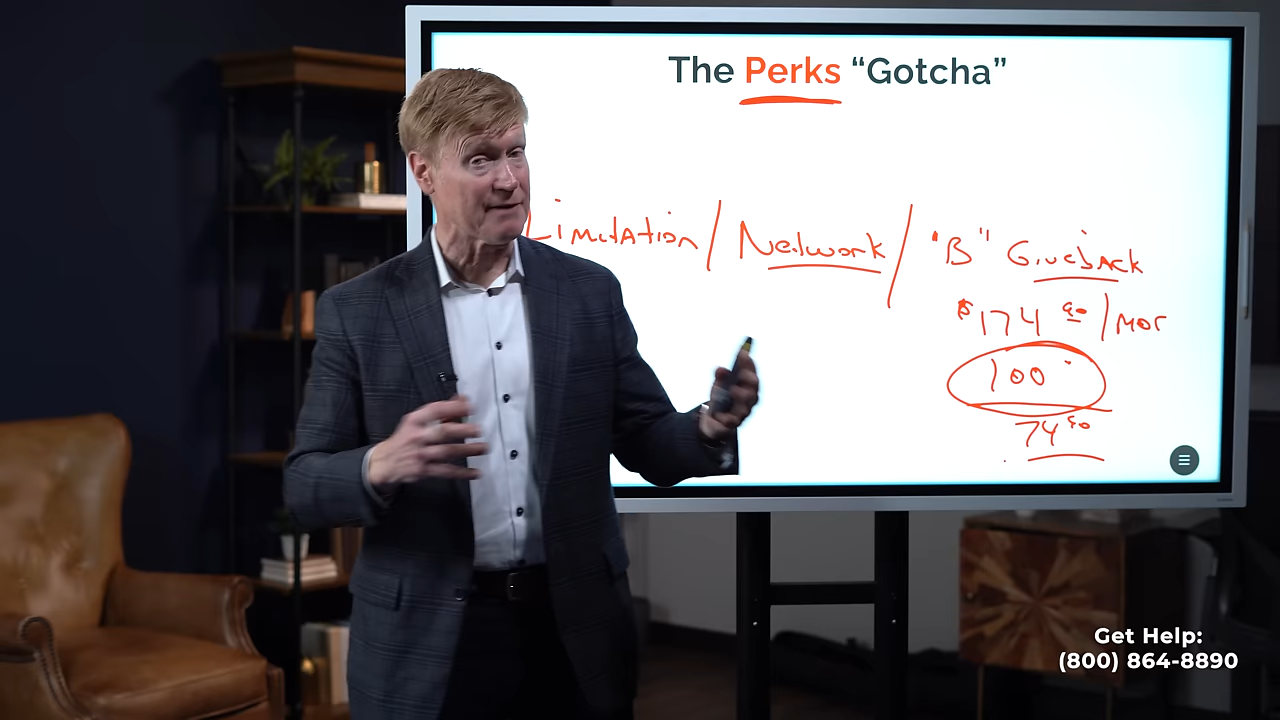 The Perks “Gotcha”
Limitation / Network / "B" Giveback
$174 90 / Mo
100
74 90
Get Help:
(800) 864-8890